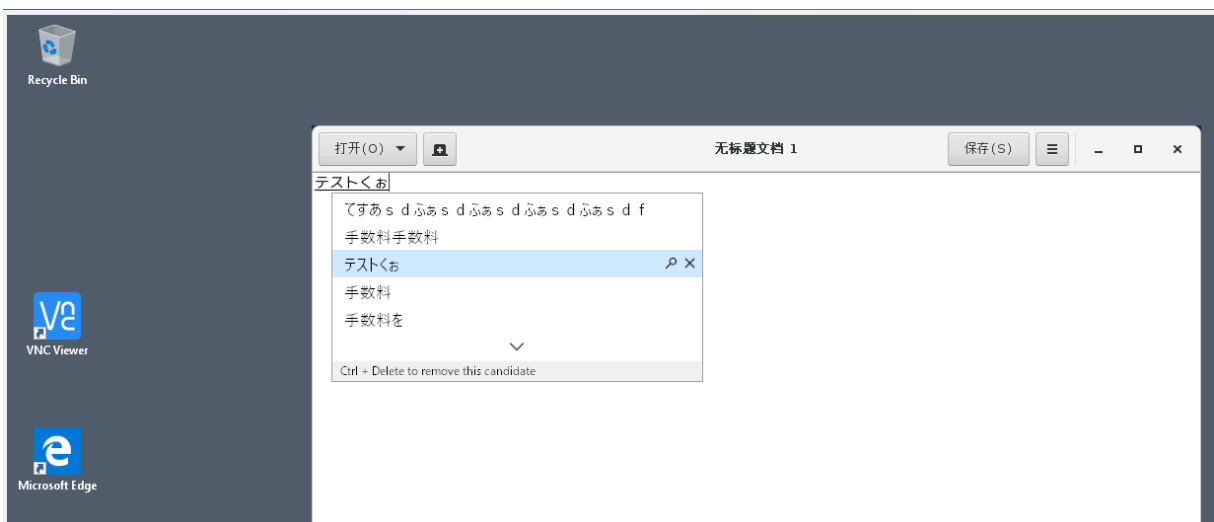 Recycle Bin
打开(O)
无标题文档 1
保存(S)
テストくぉ
てすあｓｄふぁｓｄふぁｓｄふぁｓｄふぁｓｄｆ
手数料手数料
テストくぉ
手数料
手数料を
Ctrl + Delete to remove this candidate
VNC Viewer
Microsoft Edge